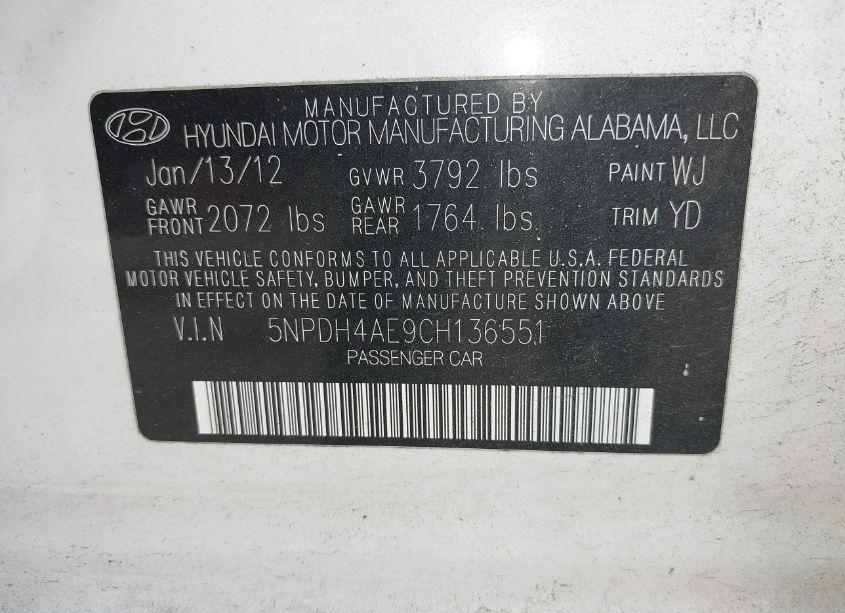 MANUFACTURED BY
HYUNDAI MOTOR MANUFACTURING ALABAMA, LLC
Jan/13/12 GVWR 3792 lbs PAINT WJ
GAWR FRONT 2072 lbs GAWR REAR 1764 lbs. TRIM YD
THIS VEHICLE CONFORMS TO ALL APPLICABLE U.S.A. FEDERAL
MOTOR VEHICLE SAFETY, BUMPER, AND THEFT PREVENTION STANDARDS
IN EFFECT ON THE DATE OF MANUFACTURE SHOWN ABOVE
V.I.N 5NPDH4AE9CH136551
PASSENGER CAR